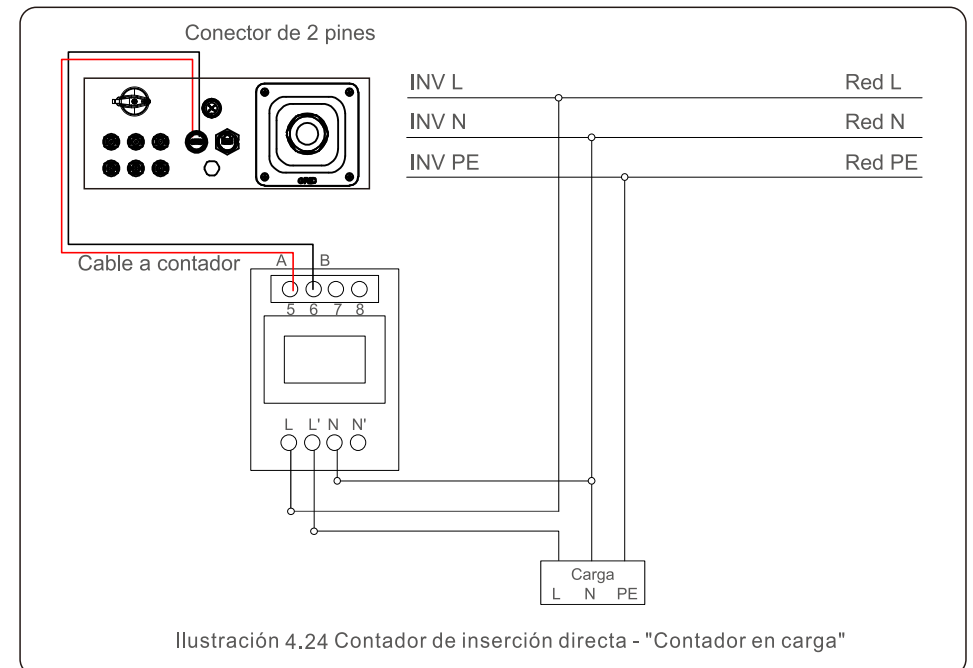 Conector de 2 pines
INV L Red L
INV N Red N
INV PE Red PE
GRID
Cable a contador
A B
5 6 7 8
L L' N N'
Carga
L N PE
Ilustración 4.24 Contador de inserción directa - "Contador en carga"